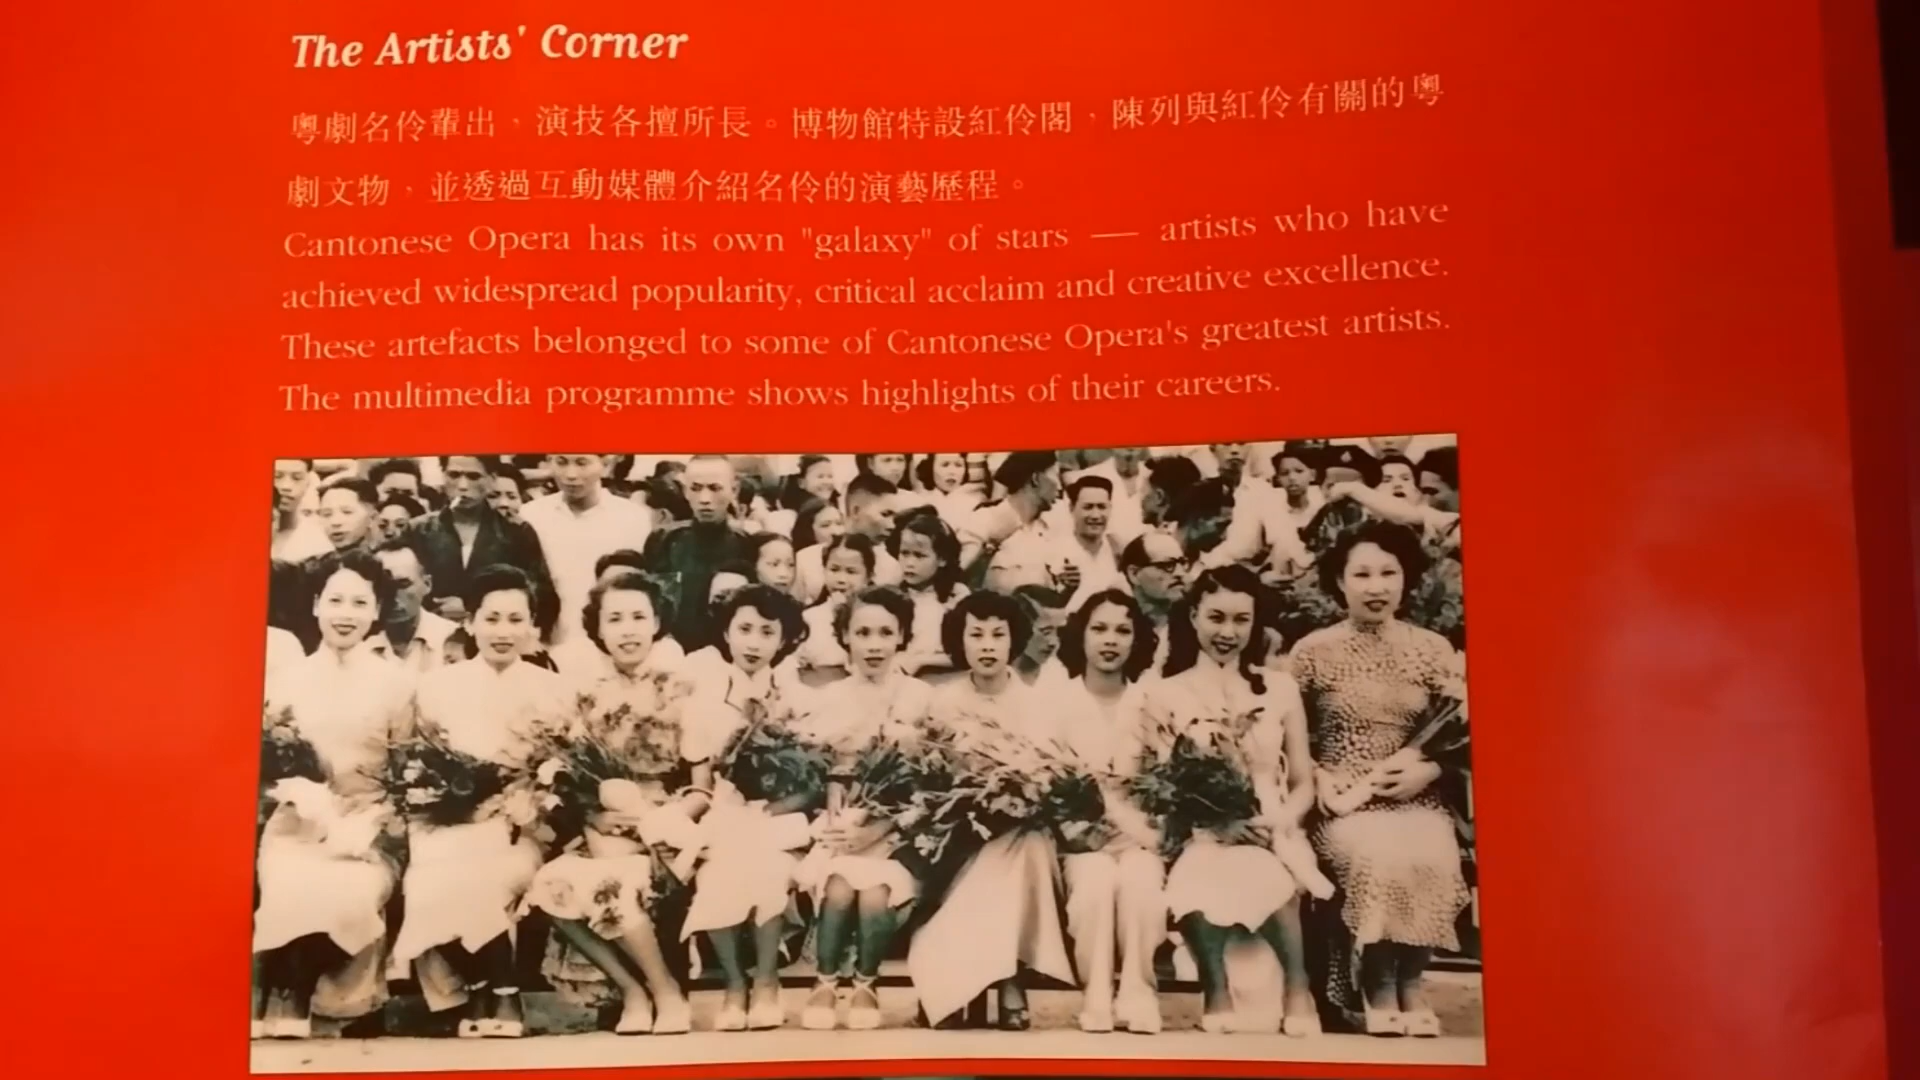 The Artists' Corner
粵劇名伶輩出，演技各擅所長。博物館特設紅伶閣，陳列與紅伶有關的粵
劇文物，並透過互動媒體介紹名伶的演藝歷程。
Cantonese Opera has its own "galaxy" of stars — artists who have
achieved widespread popularity, critical acclaim and creative excellence.
These artefacts belonged to some of Cantonese Opera's greatest artists.
The multimedia programme shows highlights of their careers.